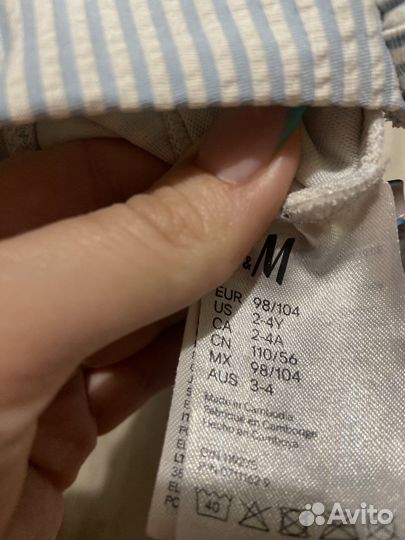 &M
EUR 98/104
US 2-4Y
CA 2-4A
CN 110/56
MX 98/104
AUS 3-4
Made in Cambodia
Fabriqué en Cambodge
Hecho en Camboya
40
Avito